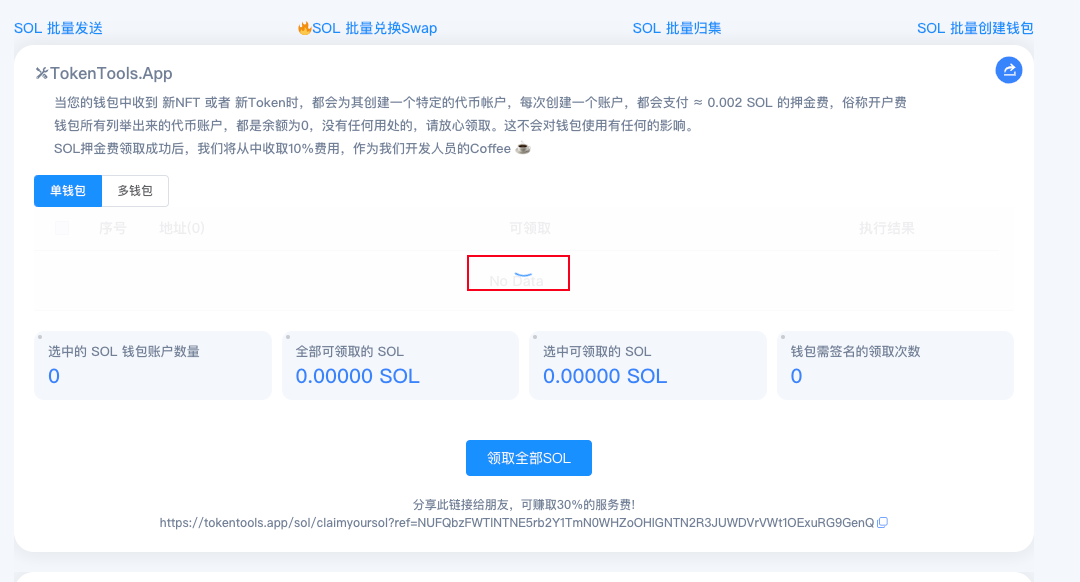 SOL 批量发送
🔥SOL 批量兑换Swap
SOL 批量归集
SOL 批量创建钱包
TokenTools.App
当您的钱包中收到 新NFT 或者 新Token时，都会为其创建一个特定的代币帐户，每次创建一个账户，都会支付 ≈ 0.002 SOL 的押金费，俗称开户费
钱包所有列举出来的代币账户，都是余额为0，没有任何用处的，请放心领取。这不会对钱包使用有任何的影响。
SOL押金费领取成功后，我们将从中收取10%费用，作为我们开发人员的Coffee ☕
单钱包 多钱包
序号 地址(0) 可领取 执行结果
No Data
选中的 SOL 钱包账户数量
0
全部可领取的 SOL
0.00000 SOL
选中可领取的 SOL
0.00000 SOL
钱包需签名的领取次数
0
领取全部SOL
分享此链接给朋友，可赚取30%的服务费!
https://tokentools.app/sol/claimyoursol?ref=NUFQbzFWTlNTNE5rb2Y1TmN0WHZoOHlGNTN2R3JUWDVrVWt1OExuRG9GenQ